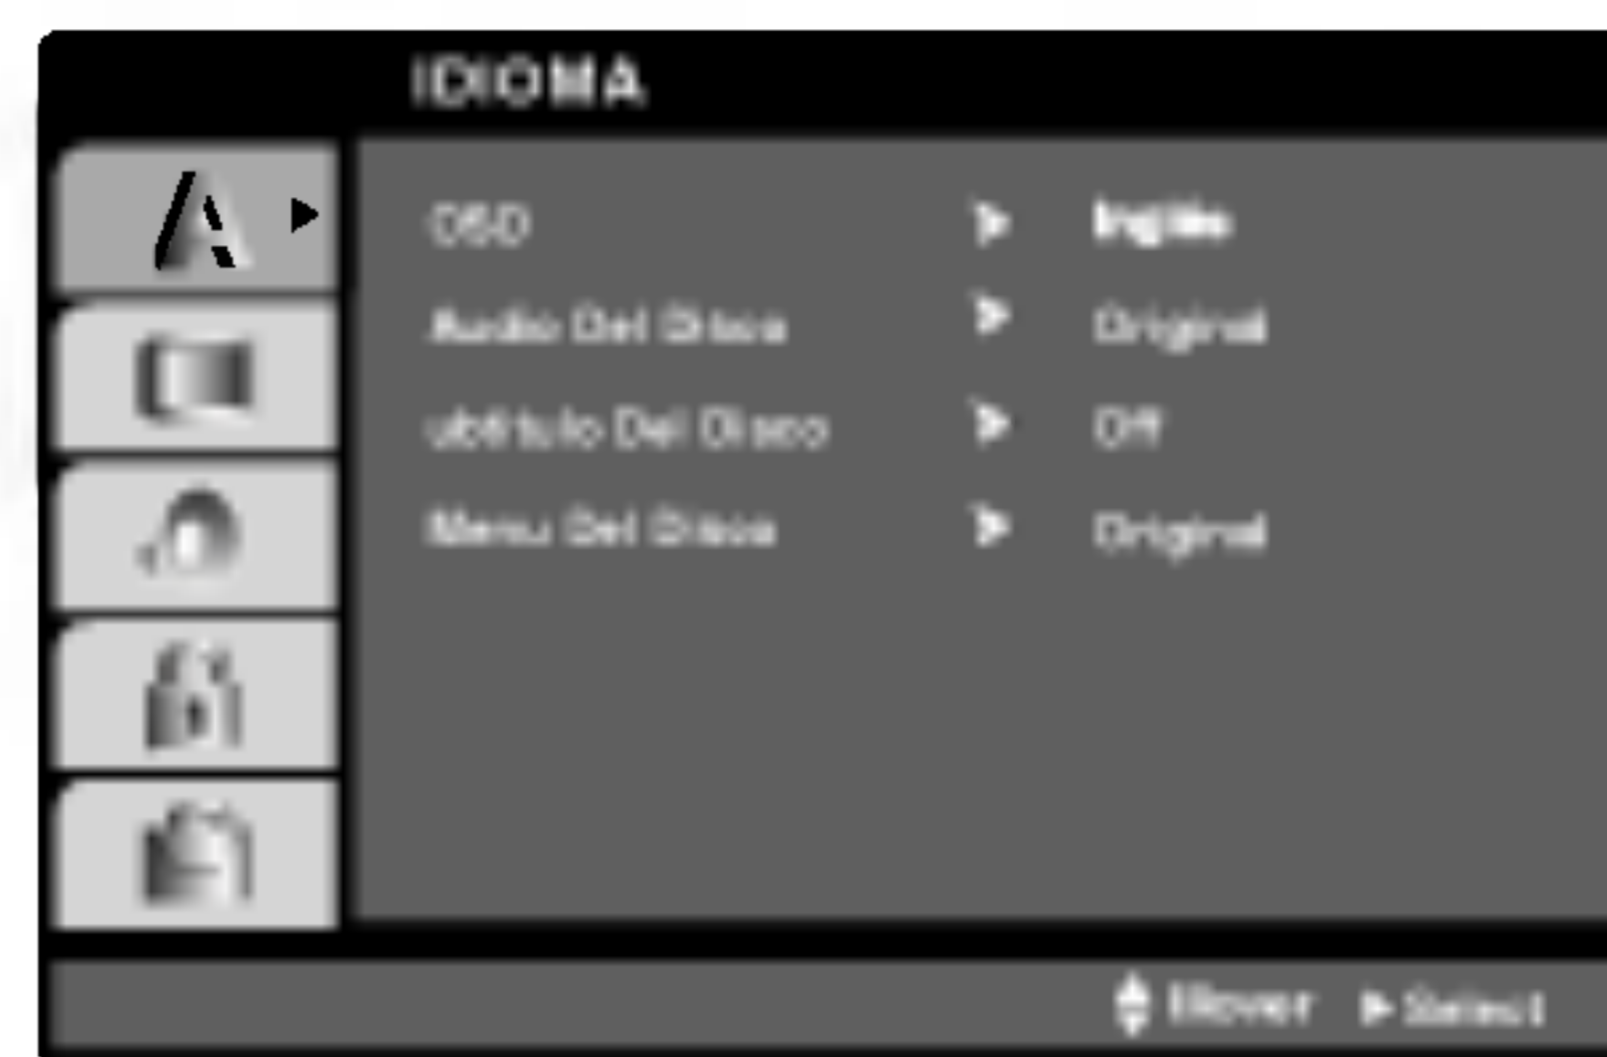 IDIOMA
OSD Inglés
Audio Del Disco Original
ubtítulo Del Disco Off
Menu Del Disco Original
Mover Select